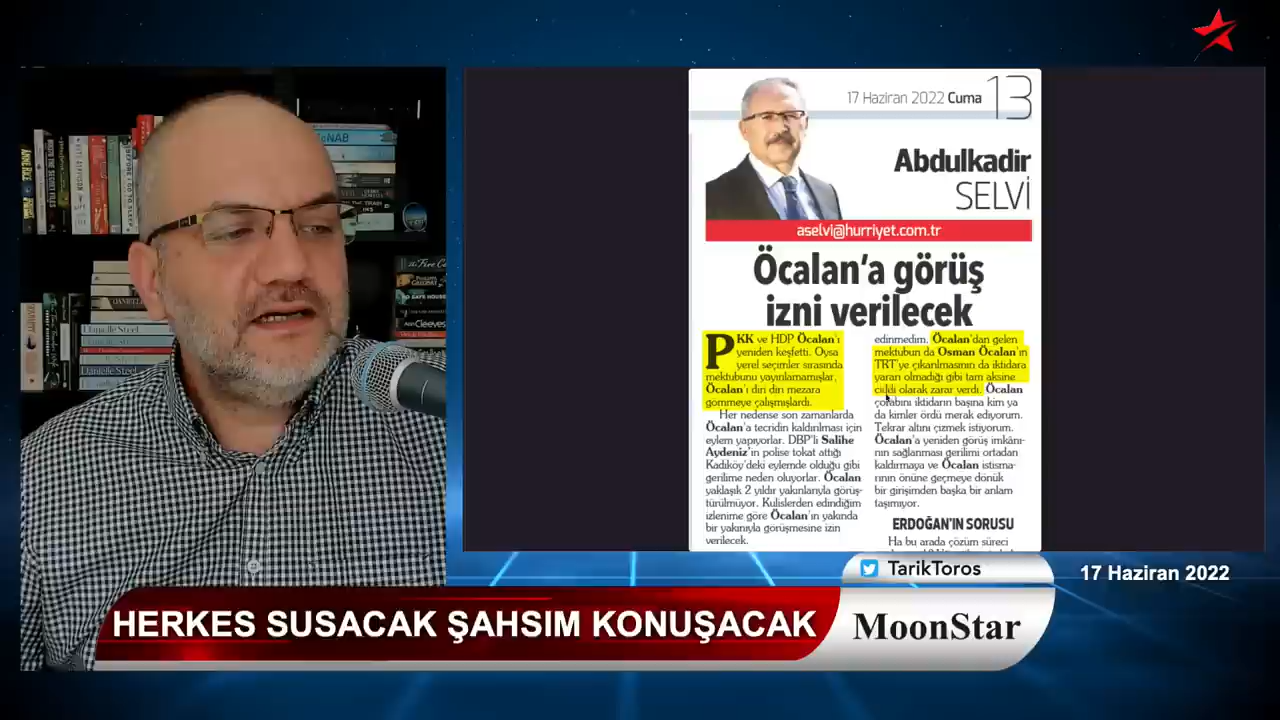 NAB
ANNE RICE
Danielle Steel
Ann Cleeves
17 Haziran 2022 Cuma 13
Abdulkadir
SELVİ
aselvi@hurriyet.com.tr
Öcalan'a görüş
izni verilecek
PKK ve HDP Öcalan'ı
yeniden keşfetti. Oysa
yerel seçimler sırasında
mektubunu yayınlamamışlar,
Öcalan'ı diri diri mezara
gömmeye çalışmışlardı.
Her nedense son zamanlarda
Öcalan'a tecridin kaldırılması için
eylem yapıyorlar. DBP'li Salihe
Aydeniz'in polise tokat attığı
Kadıköy'deki eylemde olduğu gibi
gerilime neden oluyorlar. Öcalan
yaklaşık 2 yıldır yakınlarıyla görüş-
türülmüyor. Kulislerden edindiğim
izlenime göre Öcalan'ın yakında
bir yakınıyla görüşmesine izin
verilecek.
edinmedim. Öcalan'dan gelen
mektubun da Osman Öcalan'ın
TRT'ye çıkarılmasının da iktidara
yararı olmadığı gibi tam aksine
ciddi olarak zarar verdi. Öcalan
çorabını iktidarın başına kim ya
da kimler ördü merak ediyorum.
Tekrar altını çizmek istiyorum.
Öcalan'a yeniden görüş imkânı-
nın sağlanması gerilimi ortadan
kaldırmaya ve Öcalan istisma-
rının önüne geçmeye dönük
bir girişimden başka bir anlam
taşımıyor.
ERDOĞAN'IN SORUSU
Ha bu arada çözüm süreci
TarikToros
17 Haziran 2022
HERKES SUSACAK ŞAHSIM KONUŞACAK
MoonStar